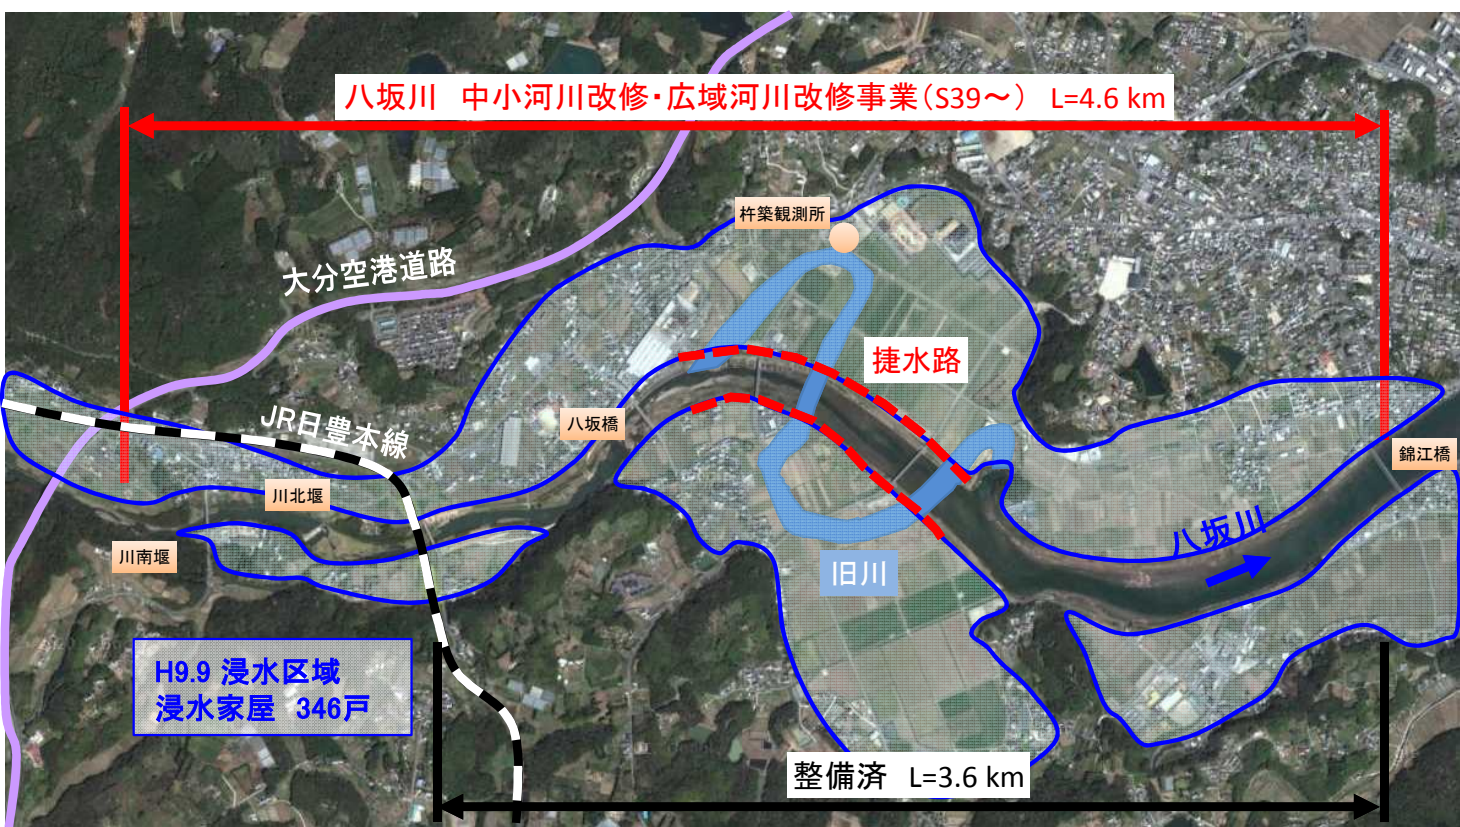 八坂川　中小河川改修・広域河川改修事業（S39～） L=4.6 km
杵築観測所
大分空港道路
捷水路
JR日豊本線
八坂橋
錦江橋
川北堰
八坂川
川南堰
旧川
H9.9 浸水区域
浸水家屋 346戸
整備済 L=3.6 km